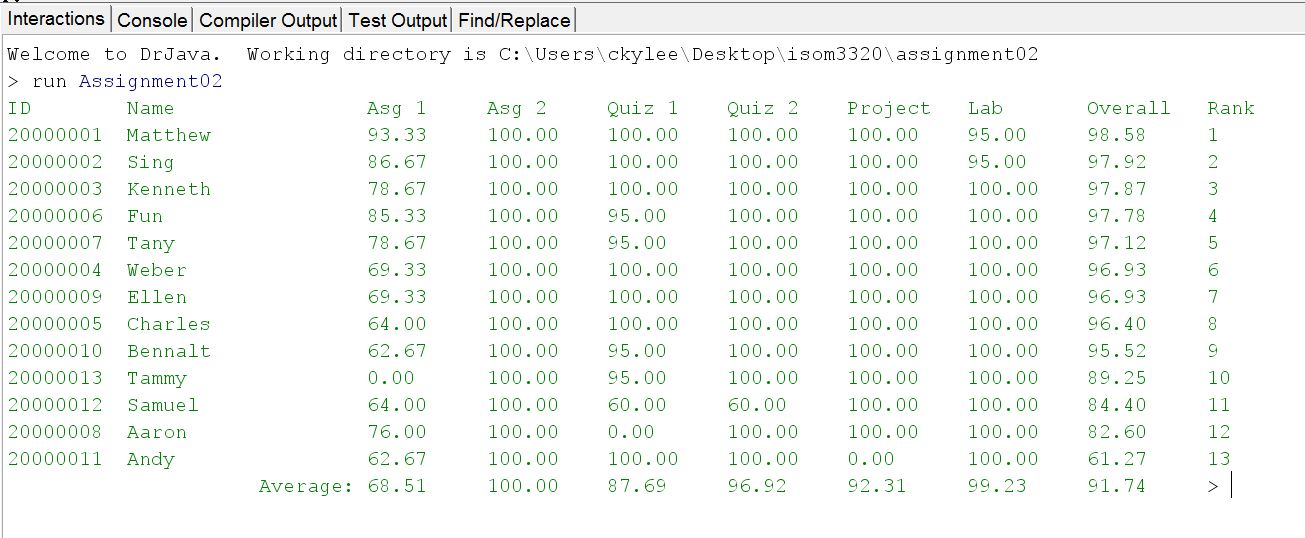 Interactions Console Compiler Output Test Output Find/Replace
Welcome to DrJava.  Working directory is C:\Users\ckylee\Desktop\isom3320\assignment02
> run Assignment02
ID Name Asg 1 Asg 2 Quiz 1 Quiz 2 Project Lab Overall Rank
20000001 Matthew 93.33 100.00 100.00 100.00 100.00 95.00 98.58 1
20000002 Sing 86.67 100.00 100.00 100.00 100.00 95.00 97.92 2
20000003 Kenneth 78.67 100.00 100.00 100.00 100.00 100.00 97.87 3
20000006 Fun 85.33 100.00 95.00 100.00 100.00 100.00 97.78 4
20000007 Tany 78.67 100.00 95.00 100.00 100.00 100.00 97.12 5
20000004 Weber 69.33 100.00 100.00 100.00 100.00 100.00 96.93 6
20000009 Ellen 69.33 100.00 100.00 100.00 100.00 100.00 96.93 7
20000005 Charles 64.00 100.00 100.00 100.00 100.00 100.00 96.40 8
20000010 Bennalt 62.67 100.00 95.00 100.00 100.00 100.00 95.52 9
20000013 Tammy 0.00 100.00 95.00 100.00 100.00 100.00 89.25 10
20000012 Samuel 64.00 100.00 60.00 60.00 100.00 100.00 84.40 11
20000008 Aaron 76.00 100.00 0.00 100.00 100.00 100.00 82.60 12
20000011 Andy 62.67 100.00 100.00 100.00 0.00 100.00 61.27 13
Average: 68.51 100.00 87.69 96.92 92.31 99.23 91.74 >